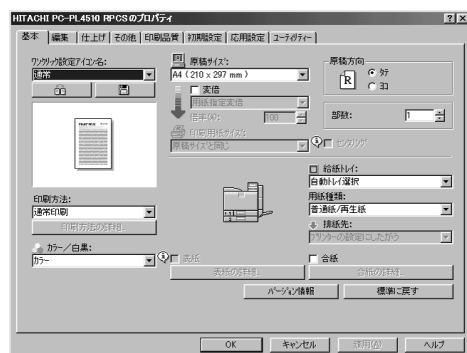 HITACHI PC-PL4510 RPCSのプロパティ
基本 編集 仕上げ その他 印刷品質 初期設定 応用設定 ユーティリティー
ワンクリック設定アイコン名:
通常
印刷方法:
通常印刷
印刷方法の詳細...
カラー/白黒:
カラー
原稿サイズ:
A4 (210 x 297 mm)
変倍
用紙指定変倍
倍率(%): 100
印刷用紙サイズ:
原稿サイズと同じ
センタリング
原稿方向
R
タテ
ヨコ
部数: 1
給紙トレイ:
自動トレイ選択
用紙種類:
普通紙/再生紙
排紙先:
プリンターの設定にしたがう
表紙
表紙の詳細...
合紙
合紙の詳細...
バージョン情報 標準に戻す
OK キャンセル 適用(A) ヘルプ